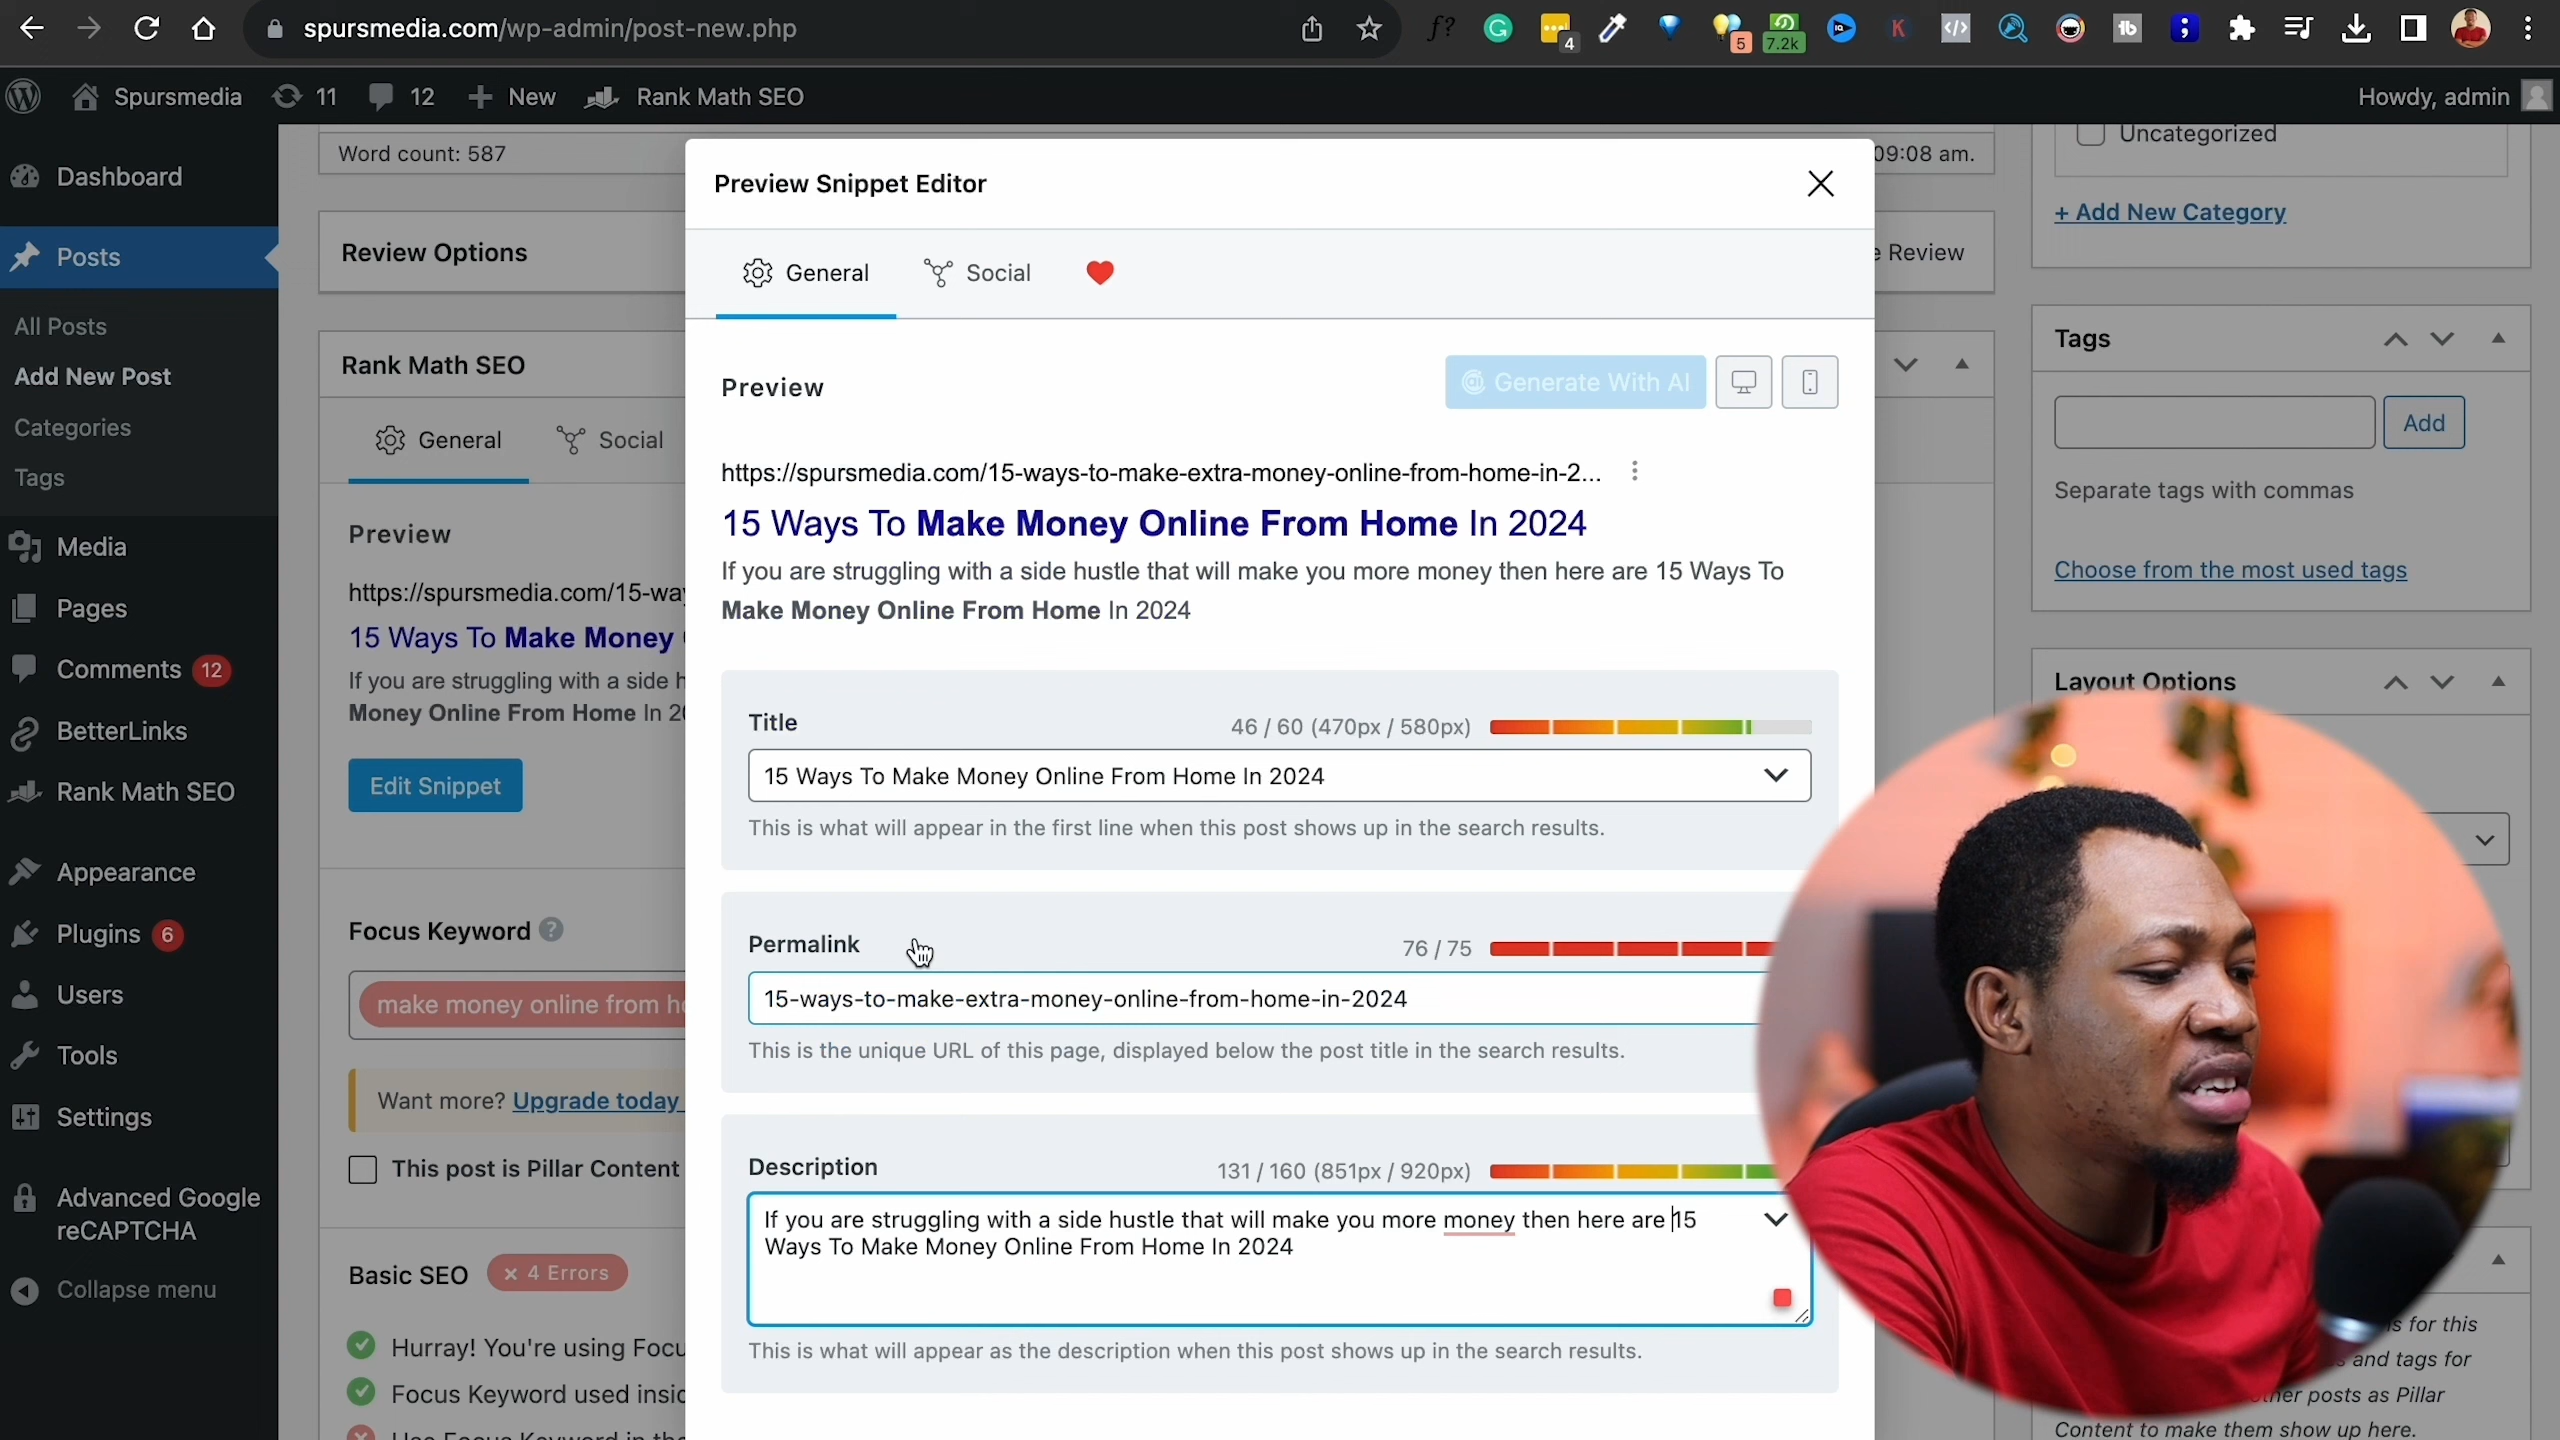 spursmedia.com/wp-admin/post-new.php
4
5
7.2k
Spursmedia
11
12
New
Rank Math SEO
Howdy, admin
Dashboard
Posts
All Posts
Add New Post
Categories
Tags
Media
Pages
Comments 12
BetterLinks
Rank Math SEO
Appearance
Plugins 6
Users
Tools
Settings
Advanced Google
reCAPTCHA
Collapse menu
Word count: 587
09:08 am.
Review Options
Review
Rank Math SEO
General
Social
Preview
https://spursmedia.com/15-way
15 Ways To Make Money
If you are struggling with a side
Money Online From Home In
Edit Snippet
Focus Keyword
make money online from
Want more? Upgrade today
This post is Pillar Content
Basic SEO
× 4 Errors
Hurray! You're using
Focus Keyword used
Preview Snippet Editor
General
Social
Preview
Generate With AI
https://spursmedia.com/15-ways-to-make-extra-money-online-from-home-in-2...
15 Ways To Make Money Online From Home In 2024
If you are struggling with a side hustle that will make you more money then here are 15 Ways To
Make Money Online From Home In 2024
Title
46 / 60 (470px / 580px)
15 Ways To Make Money Online From Home In 2024
This is what will appear in the first line when this post shows up in the search results.
Permalink
76 / 75
15-ways-to-make-extra-money-online-from-home-in-2024
This is the unique URL of this page, displayed below the post title in the search results.
Description
131 / 160 (851px / 920px)
If you are struggling with a side hustle that will make you more money then here are 15
Ways To Make Money Online From Home In 2024
This is what will appear as the description when this post shows up in the search results.
Uncategorized
+ Add New Category
Tags
Add
Separate tags with commas
Choose from the most used tags
Layout Options
for this
and tags for
posts as Pillar
Content to make them show up here.